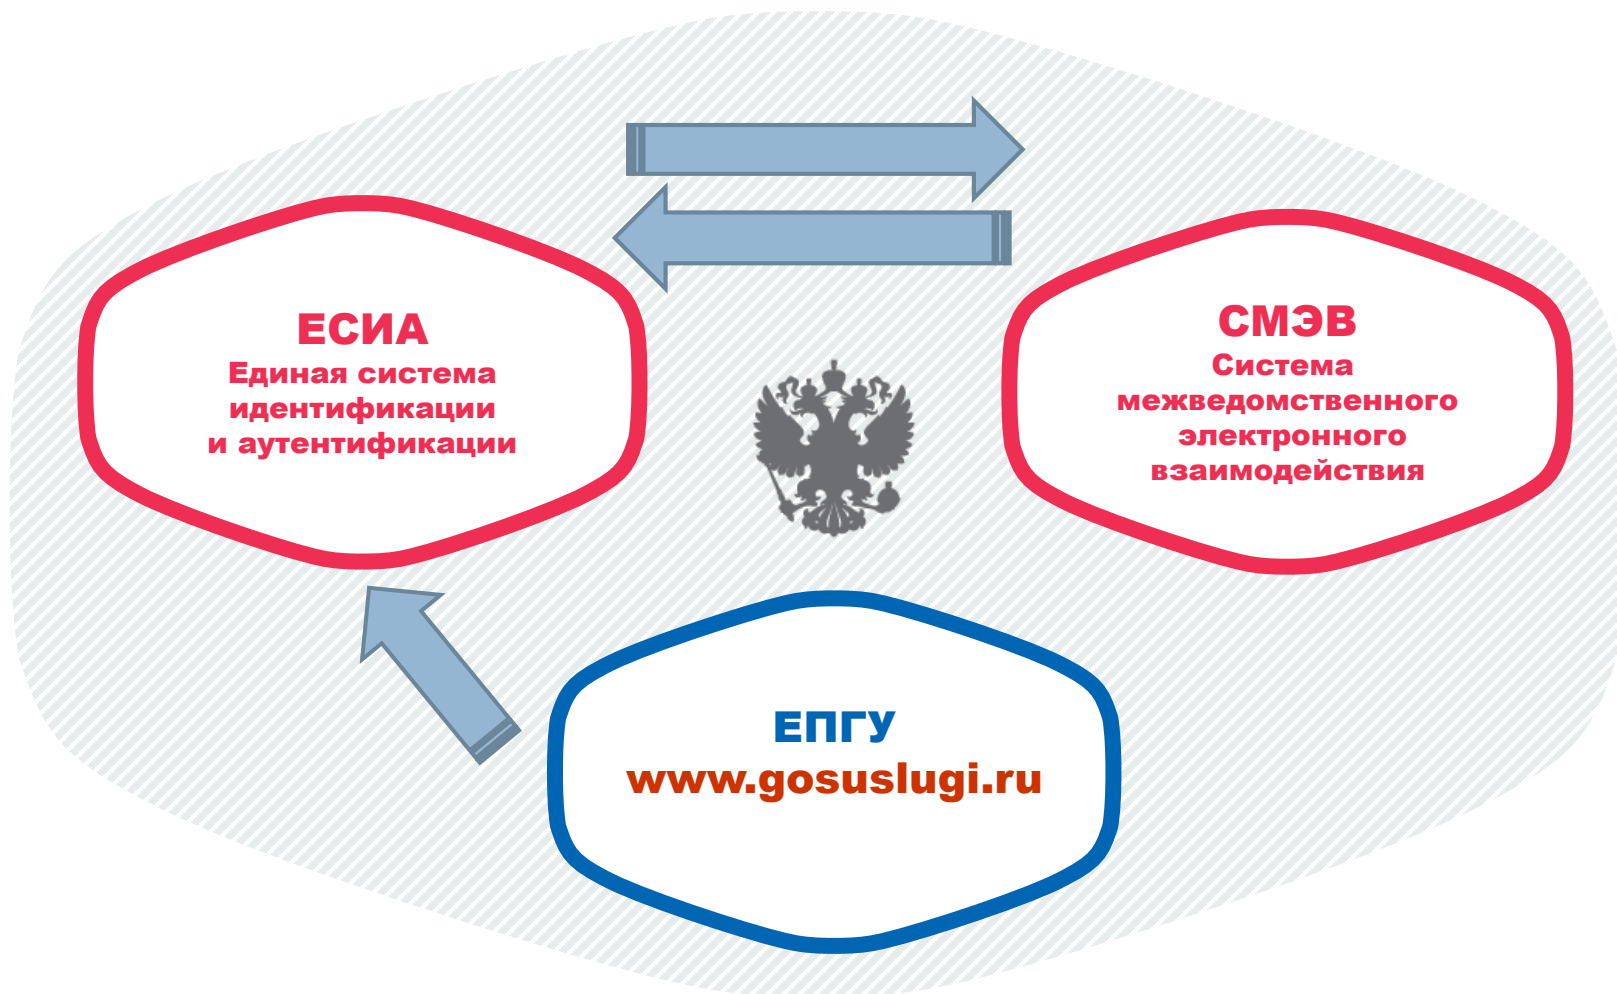 ЕСИА
Единая система
идентификации
и аутентификации
СМЭВ
Система
межведомственного
электронного
взаимодействия
ЕПГУ
www.gosuslugi.ru